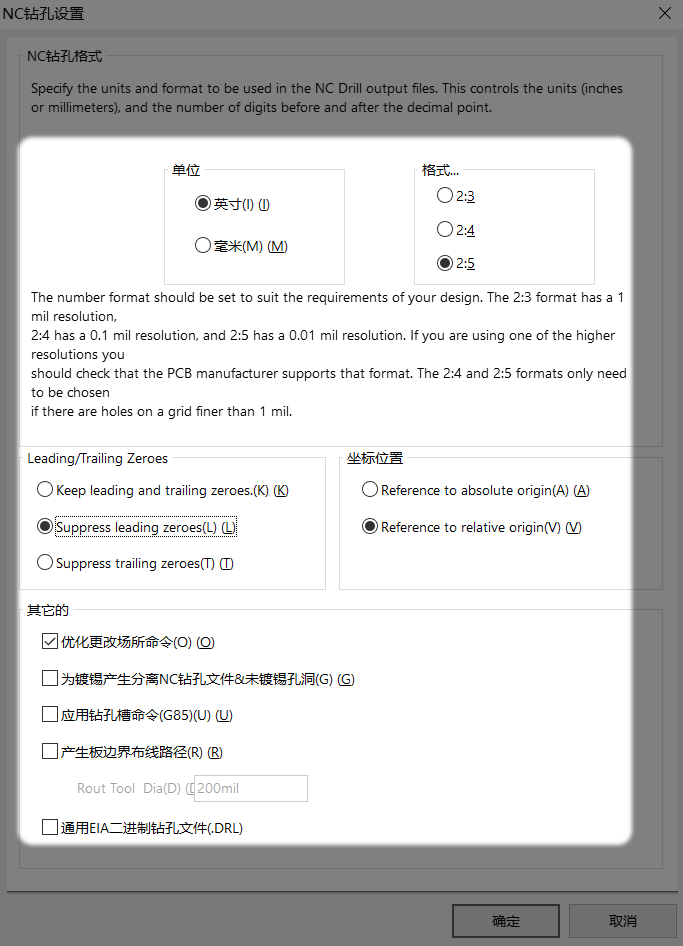 NC钻孔设置
NC钻孔格式
Specify the units and format to be used in the NC Drill output files. This controls the units (inches
or millimeters), and the number of digits before and after the decimal point.
单位
英寸(I) (I)
毫米(M) (M)
格式...
2:3
2:4
2:5
The number format should be set to suit the requirements of your design. The 2:3 format has a 1
mil resolution,
2:4 has a 0.1 mil resolution, and 2:5 has a 0.01 mil resolution. If you are using one of the higher
resolutions you
should check that the PCB manufacturer supports that format. The 2:4 and 2:5 formats only need
to be chosen
if there are holes on a grid finer than 1 mil.
Leading/Trailing Zeroes
Keep leading and trailing zeroes.(K) (K)
Suppress leading zeroes(L) (L)
Suppress trailing zeroes(T) (T)
坐标位置
Reference to absolute origin(A) (A)
Reference to relative origin(V) (V)
其它的
优化更改场所命令(O) (O)
为镀锡产生分离NC钻孔文件&未镀锡孔洞(G) (G)
应用钻孔槽命令(G85)(U) (U)
产生板边界布线路径(R) (R)
Rout Tool Dia(D) (D 200mil
通用EIA二进制钻孔文件(.DRL)
确定
取消